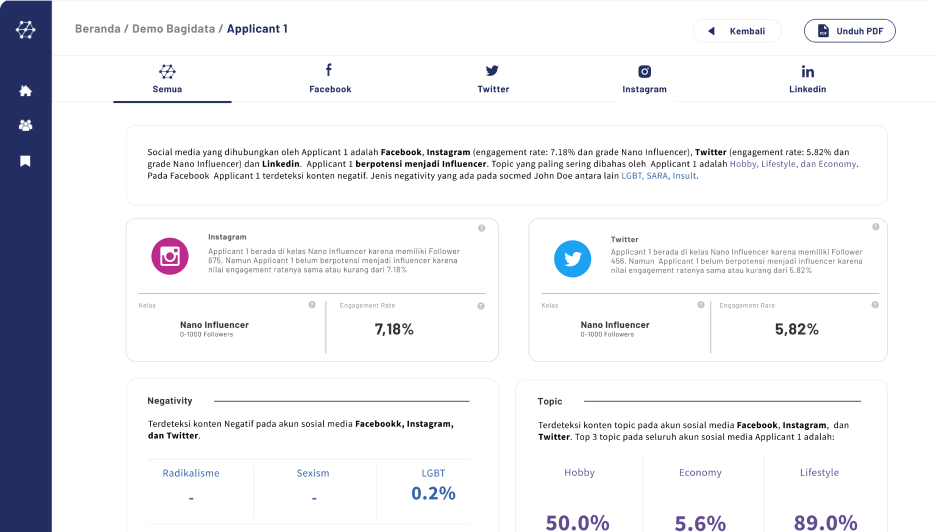 Beranda / Demo Bagidata / Applicant 1
Kembali
Unduh PDF
Semua
Facebook
Twitter
Instagram
Linkedin
Social media yang dihubungkan oleh Applicant 1 adalah Facebook, Instagram (engagement rate: 7.18% dan grade Nano Influencer), Twitter (engagement rate: 5.82% dan
grade Nano Influencer) dan Linkedin. Applicant 1 berpotensi menjadi Influencer. Topic yang paling sering dibahas oleh Applicant 1 adalah Hobby, Lifestyle, dan Economy.
Pada Facebook Applicant 1 terdeteksi konten negatif. Jenis negativity yang ada pada socmed John Doe antara lain LGBT, SARA, Insult.
Instagram
Applicant 1 berada di kelas Nano Influencer karena memiliki Follower
675. Namun Applicant 1 belum berpotensi menjadi influencer karena
nilai engagement ratenya sama atau kurang dari 7.18%
Kelas
Nano Influencer
0-1000 Followers
Engagement Rate
7,18%
Twitter
Applicant 1 berada di kelas Nano Influencer karena memiliki Follower
456. Namun Applicant 1 belum berpotensi menjadi influencer karena
nilai engagement ratenya sama atau kurang dari 5.82%
Kelas
Nano Influencer
0-1000 Followers
Engagement Rate
5,82%
Negativity
Terdeteksi konten Negatif pada akun sosial media Facebookk, Instagram,
dan Twitter.
Radikalisme
-
Sexism
-
LGBT
0.2%
Topic
Terdeteksi konten topic pada akun sosial media Facebook, Instagram, dan
Twitter. Top 3 topic pada seluruh akun sosial media Applicant 1 adalah:
Hobby
50.0%
Economy
5.6%
Lifestyle
89.0%